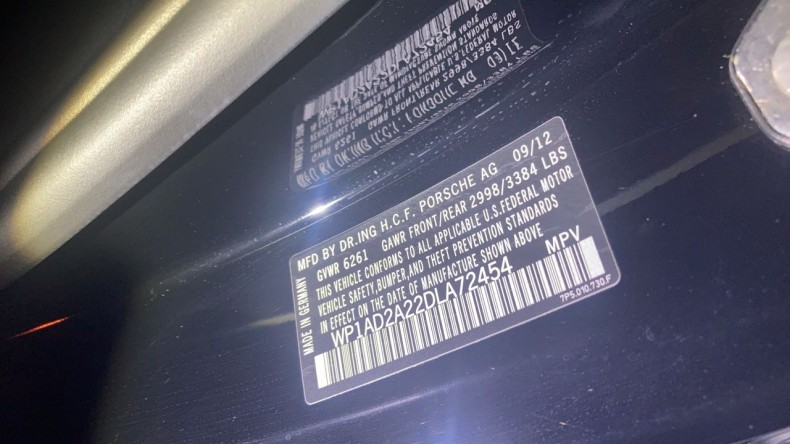 MFD BY DR.ING H.C.F. PORSCHE AG 09/12
GVWR 6261 GAWR FRONT/REAR 2998/3384 LBS
THIS VEHICLE CONFORMS TO ALL APPLICABLE U.S.FEDERAL MOTOR
VEHICLE SAFETY,BUMPER,AND THEFT PREVENTION STANDARDS
IN EFFECT ON THE DATE OF MANUFACTURE SHOWN ABOVE
WP1AD2A22DLA72454 MPV
MADE IN GERMANY
7P5.010.730.F